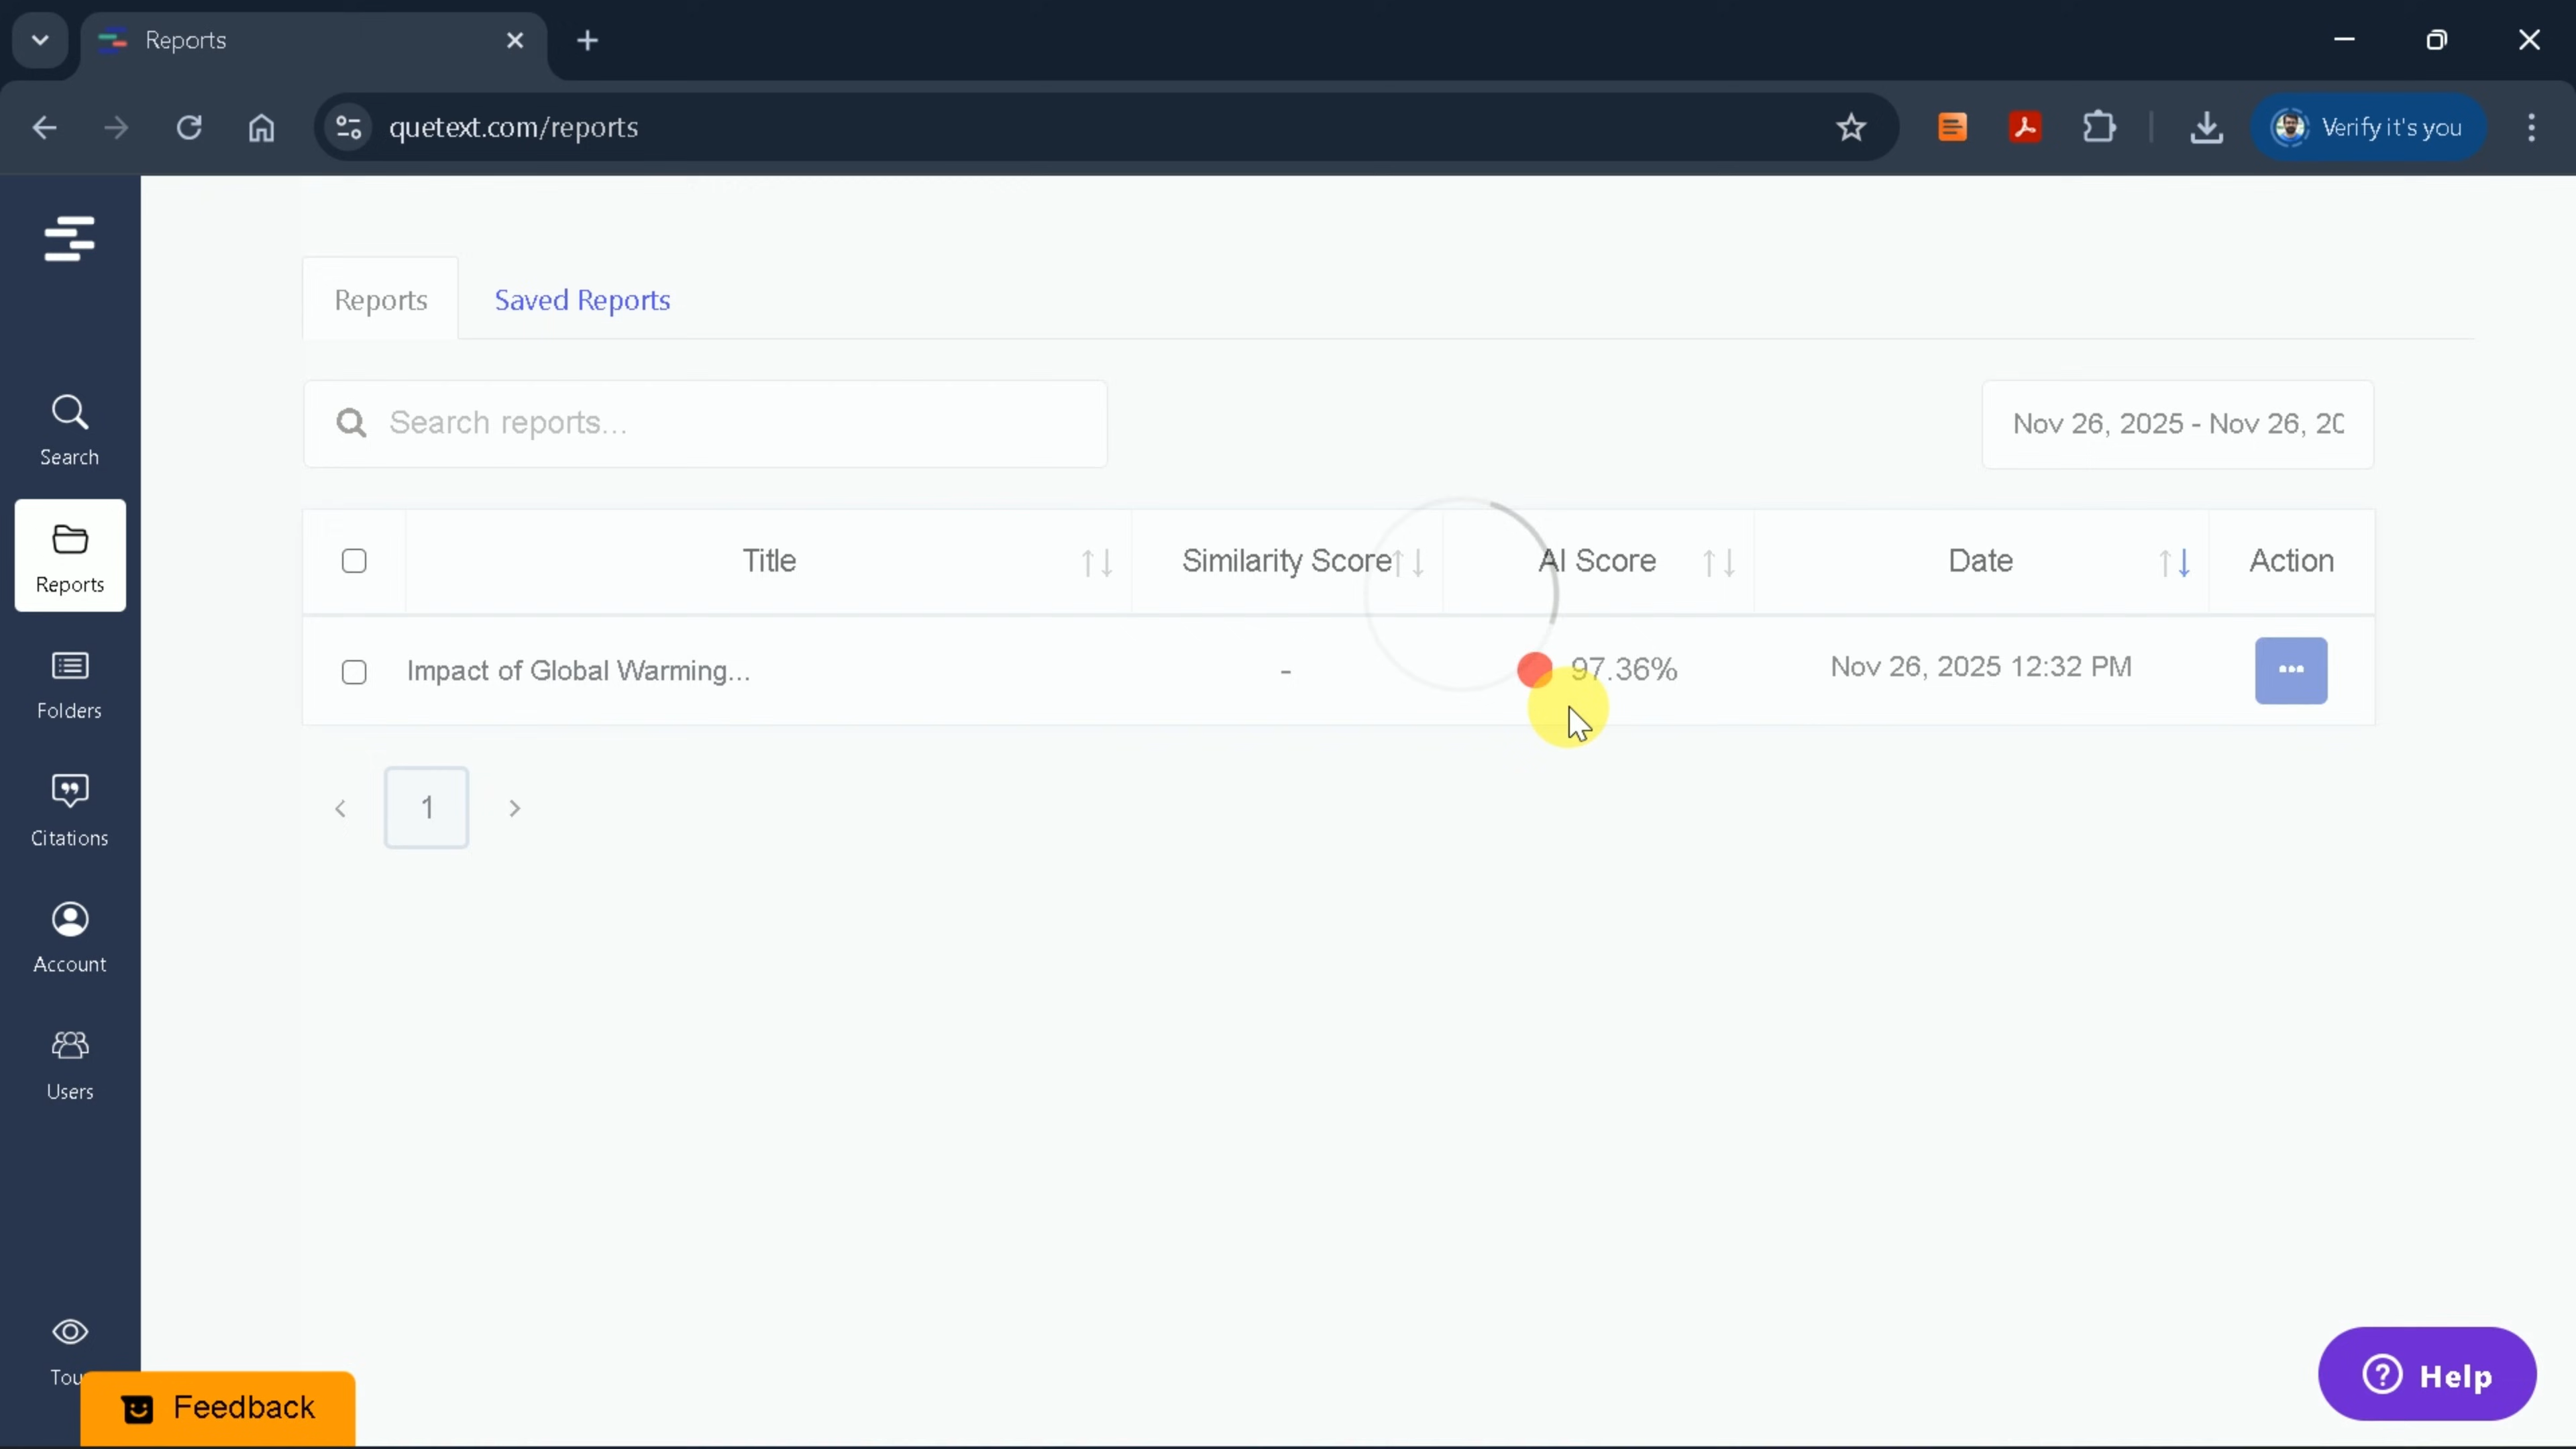 Reports
quetext.com/reports
Verify it's you
Reports
Saved Reports
Search reports...
Nov 26, 2025 - Nov 26, 20
Title
Similarity Score
AI Score
Date
Action
Impact of Global Warming...
-
97.36%
Nov 26, 2025 12:32 PM
1
Search
Reports
Folders
Citations
Account
Users
Tou
Feedback
Help